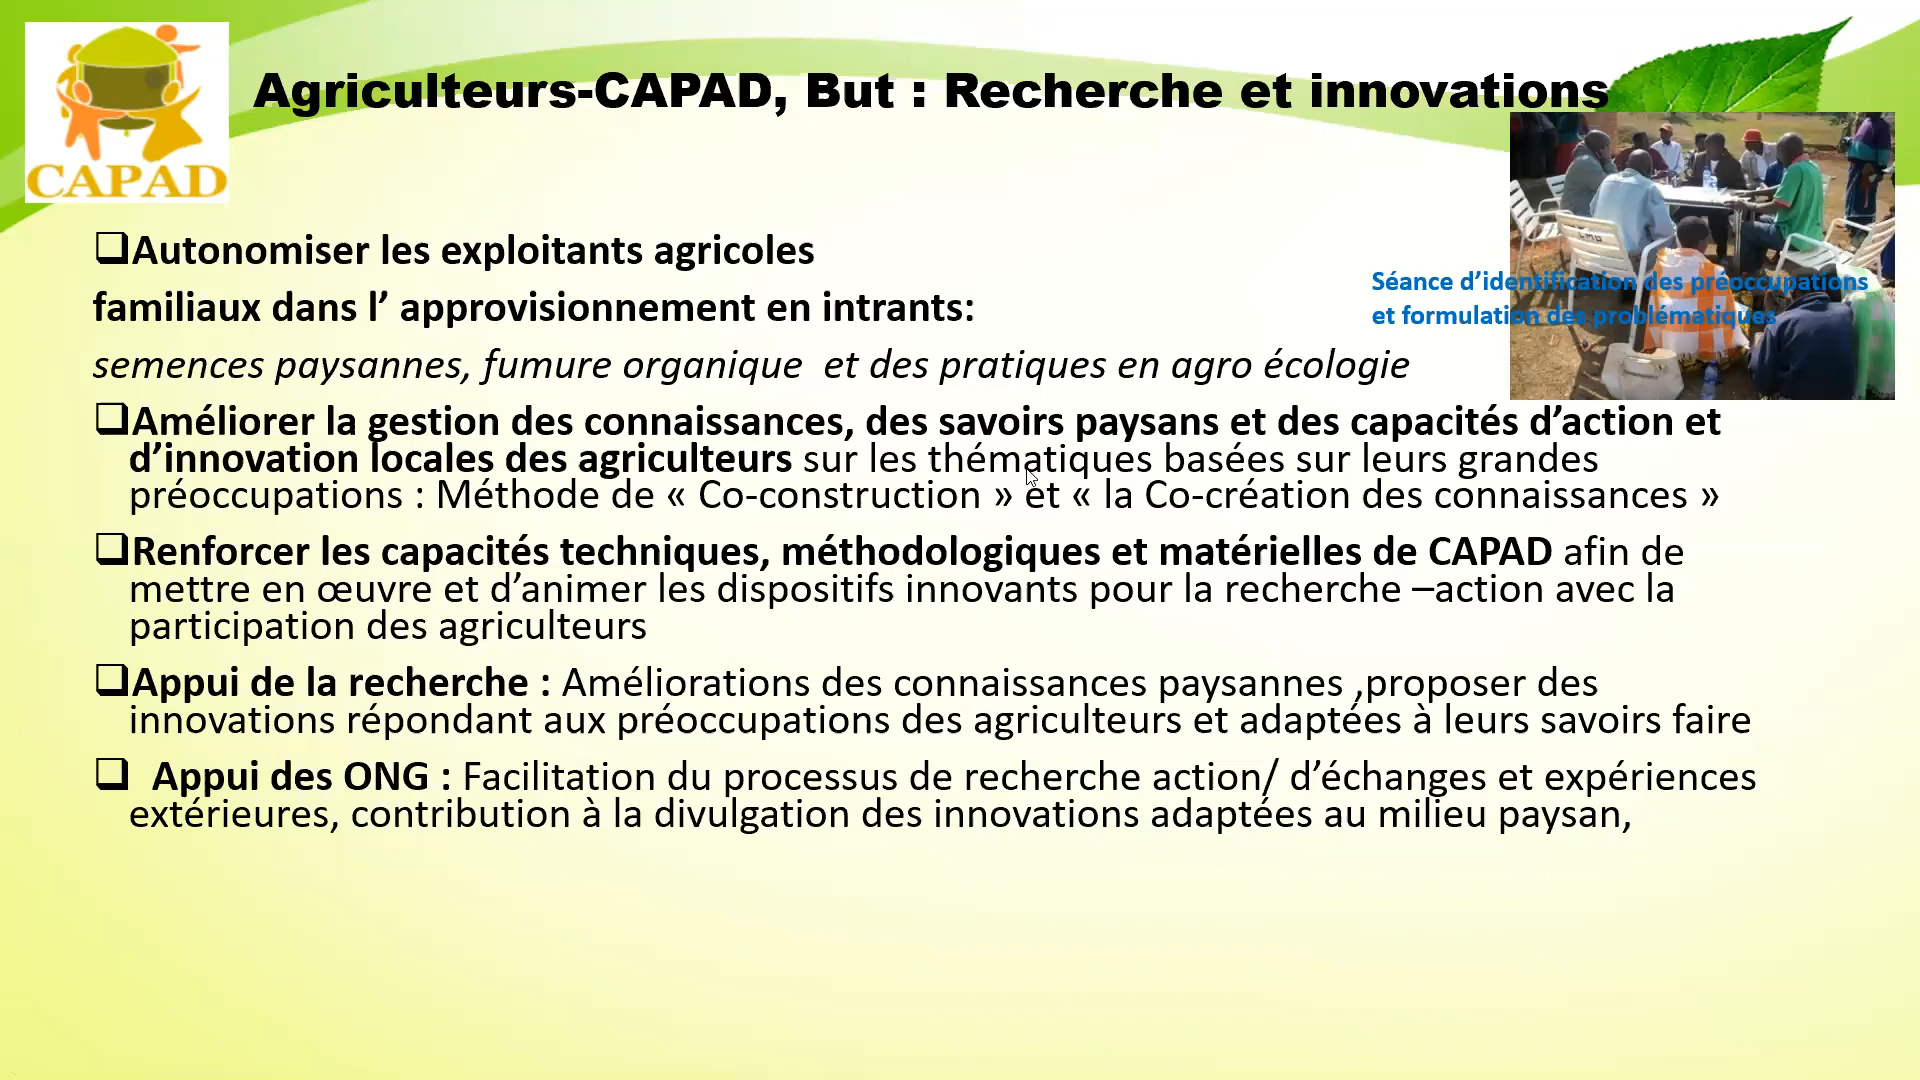 CAPAD
Agriculteurs-CAPAD, But : Recherche et innovations
❑Autonomiser les exploitants agricoles
familiaux dans l’ approvisionnement en intrants:
semences paysannes, fumure organique  et des pratiques en agro écologie
Séance d’identification des préoccupations
et formulation des problématiques
❑Améliorer la gestion des connaissances, des savoirs paysans et des capacités d’action et
d’innovation locales des agriculteurs sur les thématiques basées sur leurs grandes
préoccupations : Méthode de « Co-construction » et « la Co-création des connaissances »
❑Renforcer les capacités techniques, méthodologiques et matérielles de CAPAD afin de
mettre en œuvre et d’animer les dispositifs innovants pour la recherche –action avec la
participation des agriculteurs
❑Appui de la recherche : Améliorations des connaissances paysannes ,proposer des
innovations répondant aux préoccupations des agriculteurs et adaptées à leurs savoirs faire
❑  Appui des ONG : Facilitation du processus de recherche action/ d’échanges et expériences
extérieures, contribution à la divulgation des innovations adaptées au milieu paysan,